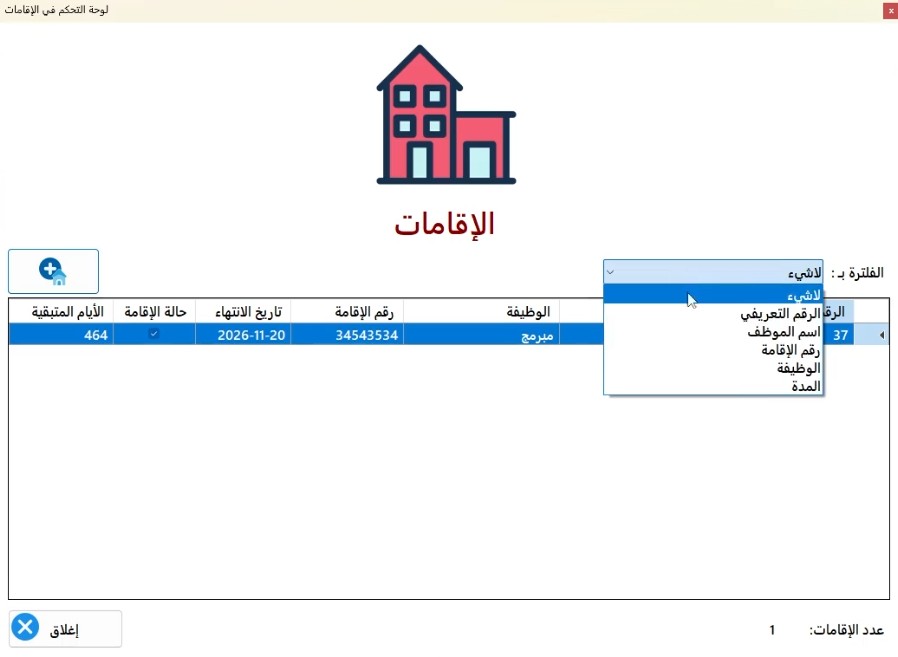 لوحة التحكم في الإقامات
x
الإقامات
الفلترة بـ : لاشيء
لاشيء
الرقم التعريفي
اسم الموظف
رقم الإقامة
الوظيفة
المدة
الوظيفة رقم الإقامة تاريخ الانتهاء حالة الإقامة الأيام المتبقية
37 مبرمج 34543534 2026-11-20 464
عدد الإقامات: 1
إغلاق